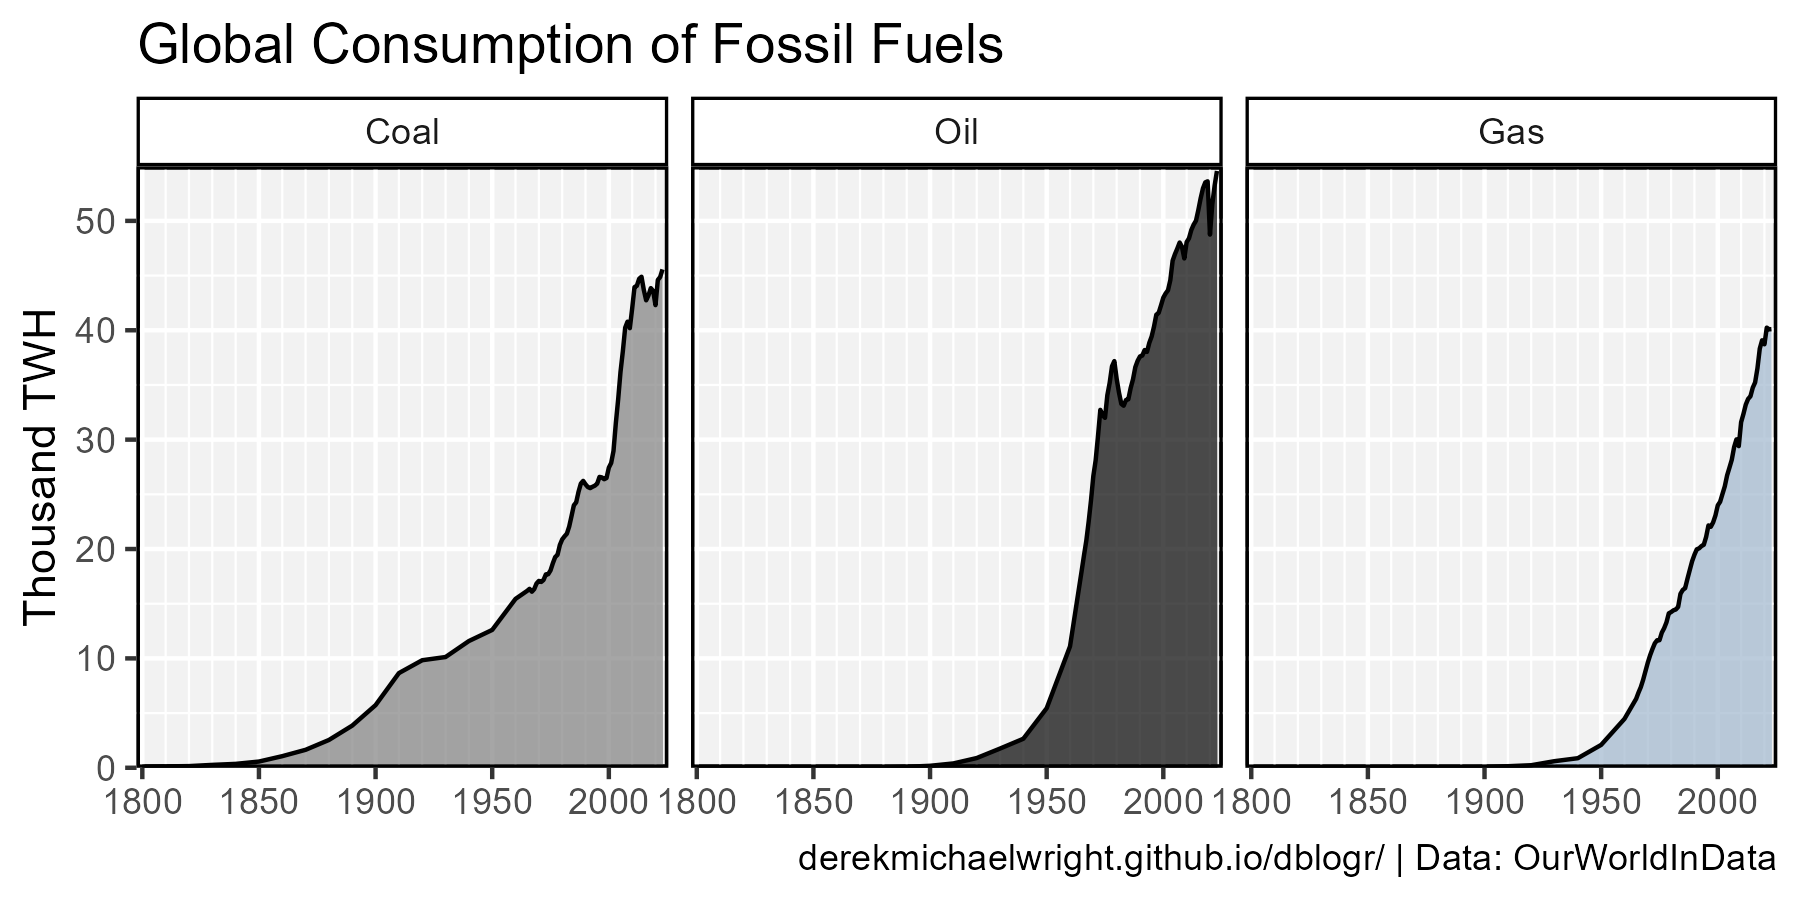 Global Consumption of Fossil Fuels
Coal Oil Gas
Thousand TWH
50
40
30
20
10
0
1800 1850 1900 1950 2000 1800 1850 1900 1950 2000 1800 1850 1900 1950 2000
derekmichaelwright.github.io/dblogr/ | Data: OurWorldInData